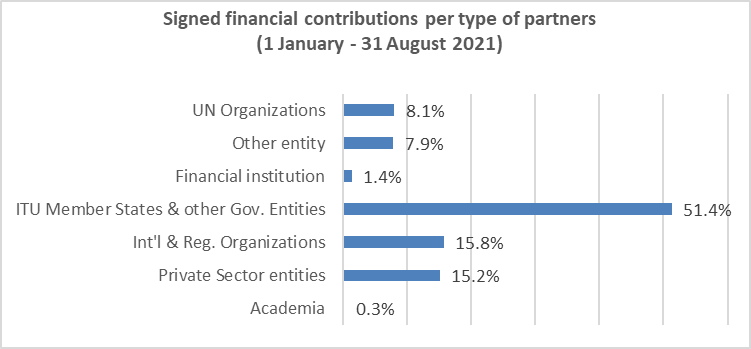 Signed financial contributions per type of partners
(1 January - 31 August 2021)
UN Organizations 8.1%
Other entity 7.9%
Financial institution 1.4%
ITU Member States & other Gov. Entities 51.4%
Int'l & Reg. Organizations 15.8%
Private Sector entities 15.2%
Academia 0.3%